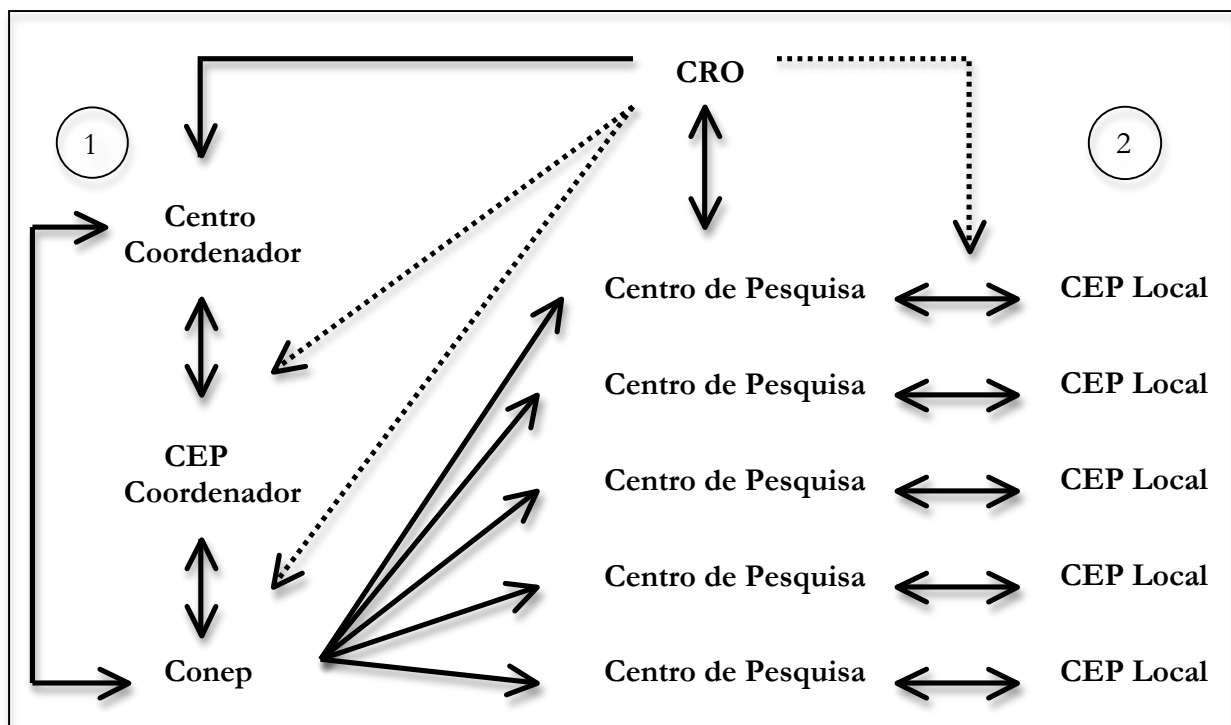 CRO
1
2
Centro
Coordenador
Centro de Pesquisa
CEP Local
Centro de Pesquisa
CEP Local
CEP
Coordenador
Centro de Pesquisa
CEP Local
Centro de Pesquisa
CEP Local
Conep
Centro de Pesquisa
CEP Local